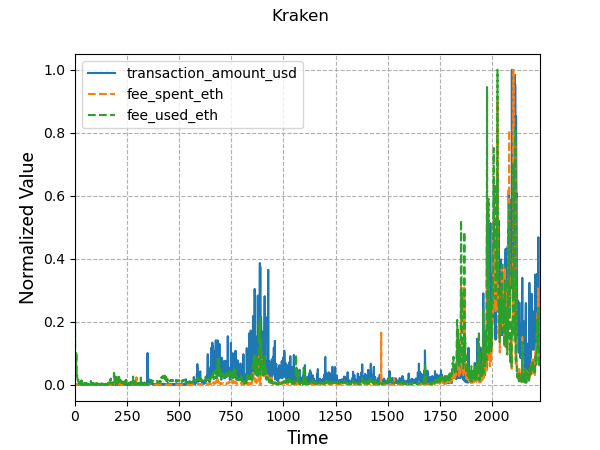 Kraken
transaction_amount_usd
fee_spent_eth
fee_used_eth
1.0
0.8
0.6
0.4
0.2
0.0
Normalized Value
0 250 500 750 1000 1250 1500 1750 2000
Time